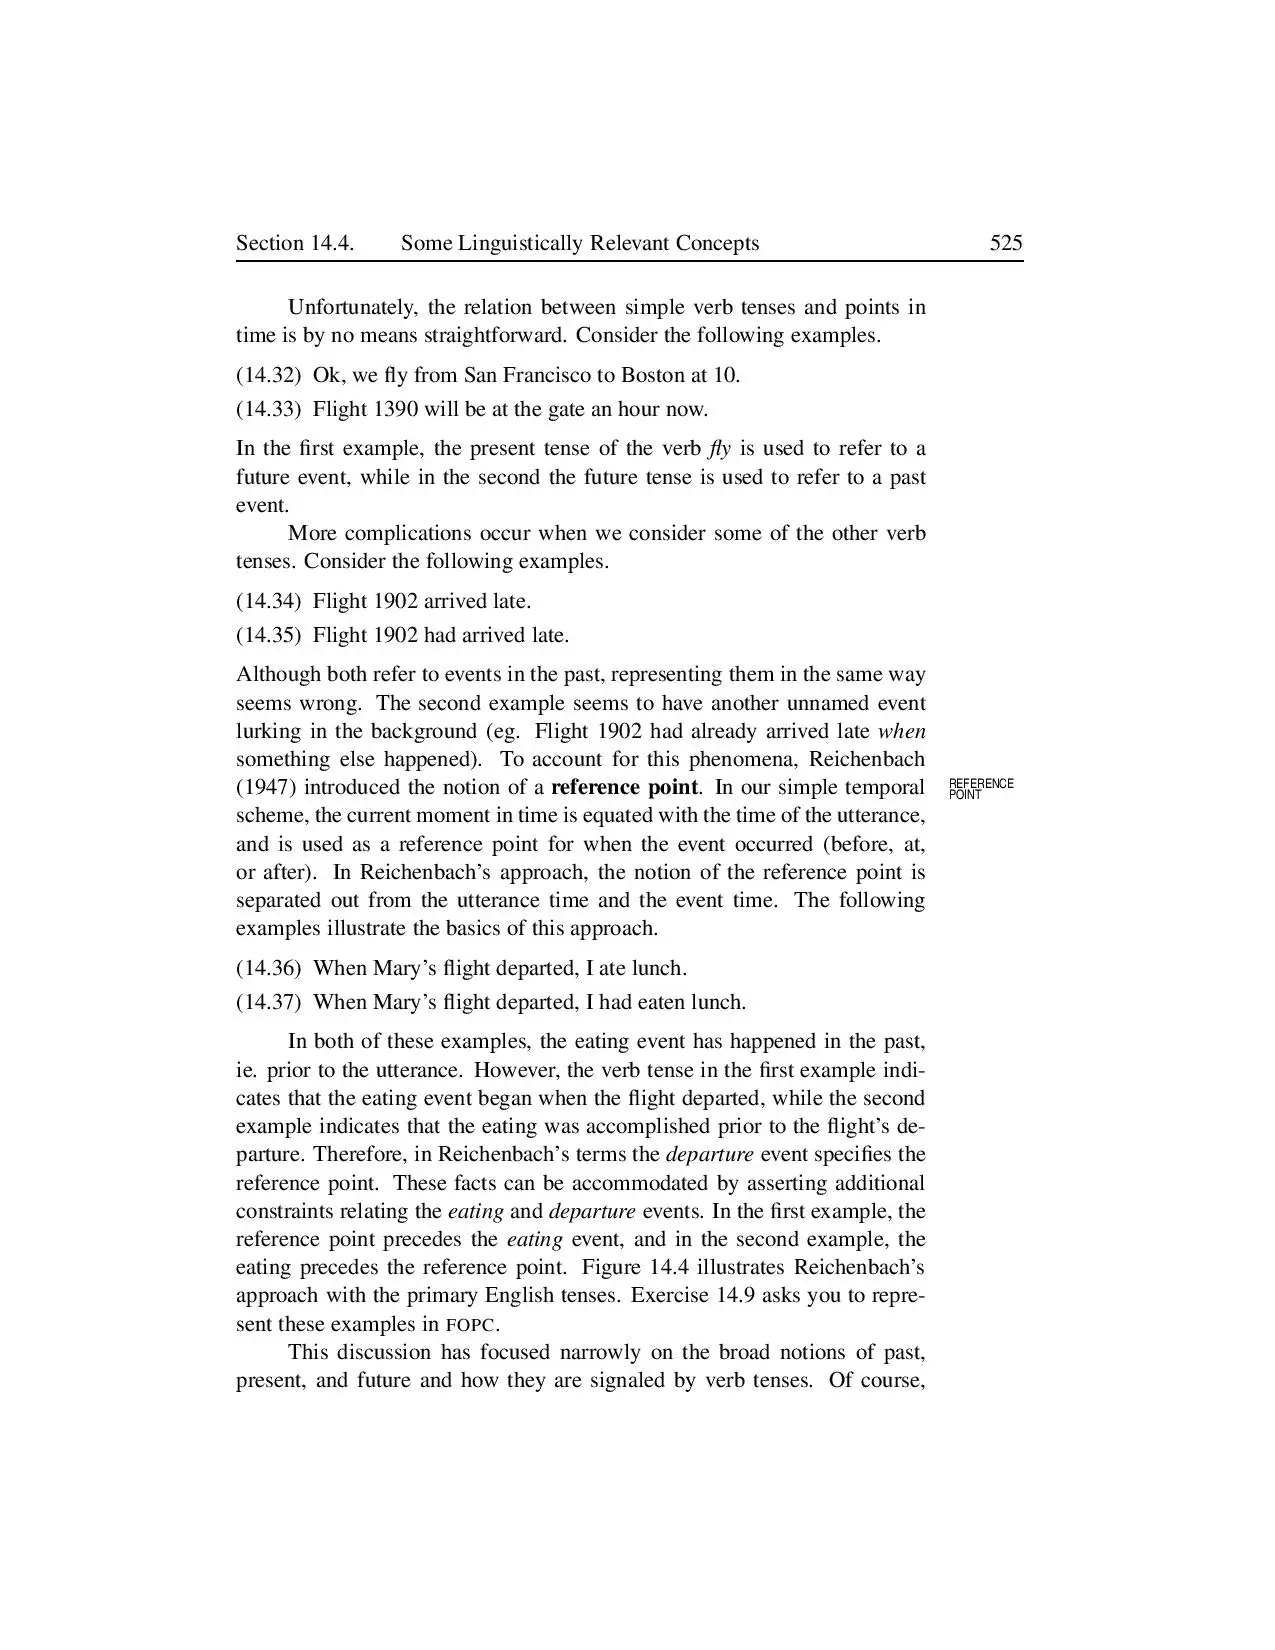 Section 14.4. Some Linguistically Relevant Concepts 525
Unfortunately, the relation between simple verb tenses and points in
time is by no means straightforward. Consider the following examples.
(14.32) Ok, we fly from San Francisco to Boston at 10.
(14.33) Flight 1390 will be at the gate an hour now.
In the first example, the present tense of the verb fly is used to refer to a
future event, while in the second the future tense is used to refer to a past
event.
More complications occur when we consider some of the other verb
tenses. Consider the following examples.
(14.34) Flight 1902 arrived late.
(14.35) Flight 1902 had arrived late.
Although both refer to events in the past, representing them in the same way
seems wrong. The second example seems to have another unnamed event
lurking in the background (eg. Flight 1902 had already arrived late when
something else happened). To account for this phenomena, Reichenbach
(1947) introduced the notion of a reference point. In our simple temporal
REFERENCE
POINT
scheme, the current moment in time is equated with the time of the utterance,
and is used as a reference point for when the event occurred (before, at,
or after). In Reichenbach's approach, the notion of the reference point is
separated out from the utterance time and the event time. The following
examples illustrate the basics of this approach.
(14.36) When Mary's flight departed, I ate lunch.
(14.37) When Mary's flight departed, I had eaten lunch.
In both of these examples, the eating event has happened in the past,
ie. prior to the utterance. However, the verb tense in the first example indi-
cates that the eating event began when the flight departed, while the second
example indicates that the eating was accomplished prior to the flight's de-
parture. Therefore, in Reichenbach's terms the departure event specifies the
reference point. These facts can be accommodated by asserting additional
constraints relating the eating and departure events. In the first example, the
reference point precedes the eating event, and in the second example, the
eating precedes the reference point. Figure 14.4 illustrates Reichenbach's
approach with the primary English tenses. Exercise 14.9 asks you to repre-
sent these examples in FOPC.
This discussion has focused narrowly on the broad notions of past,
present, and future and how they are signaled by verb tenses. Of course,